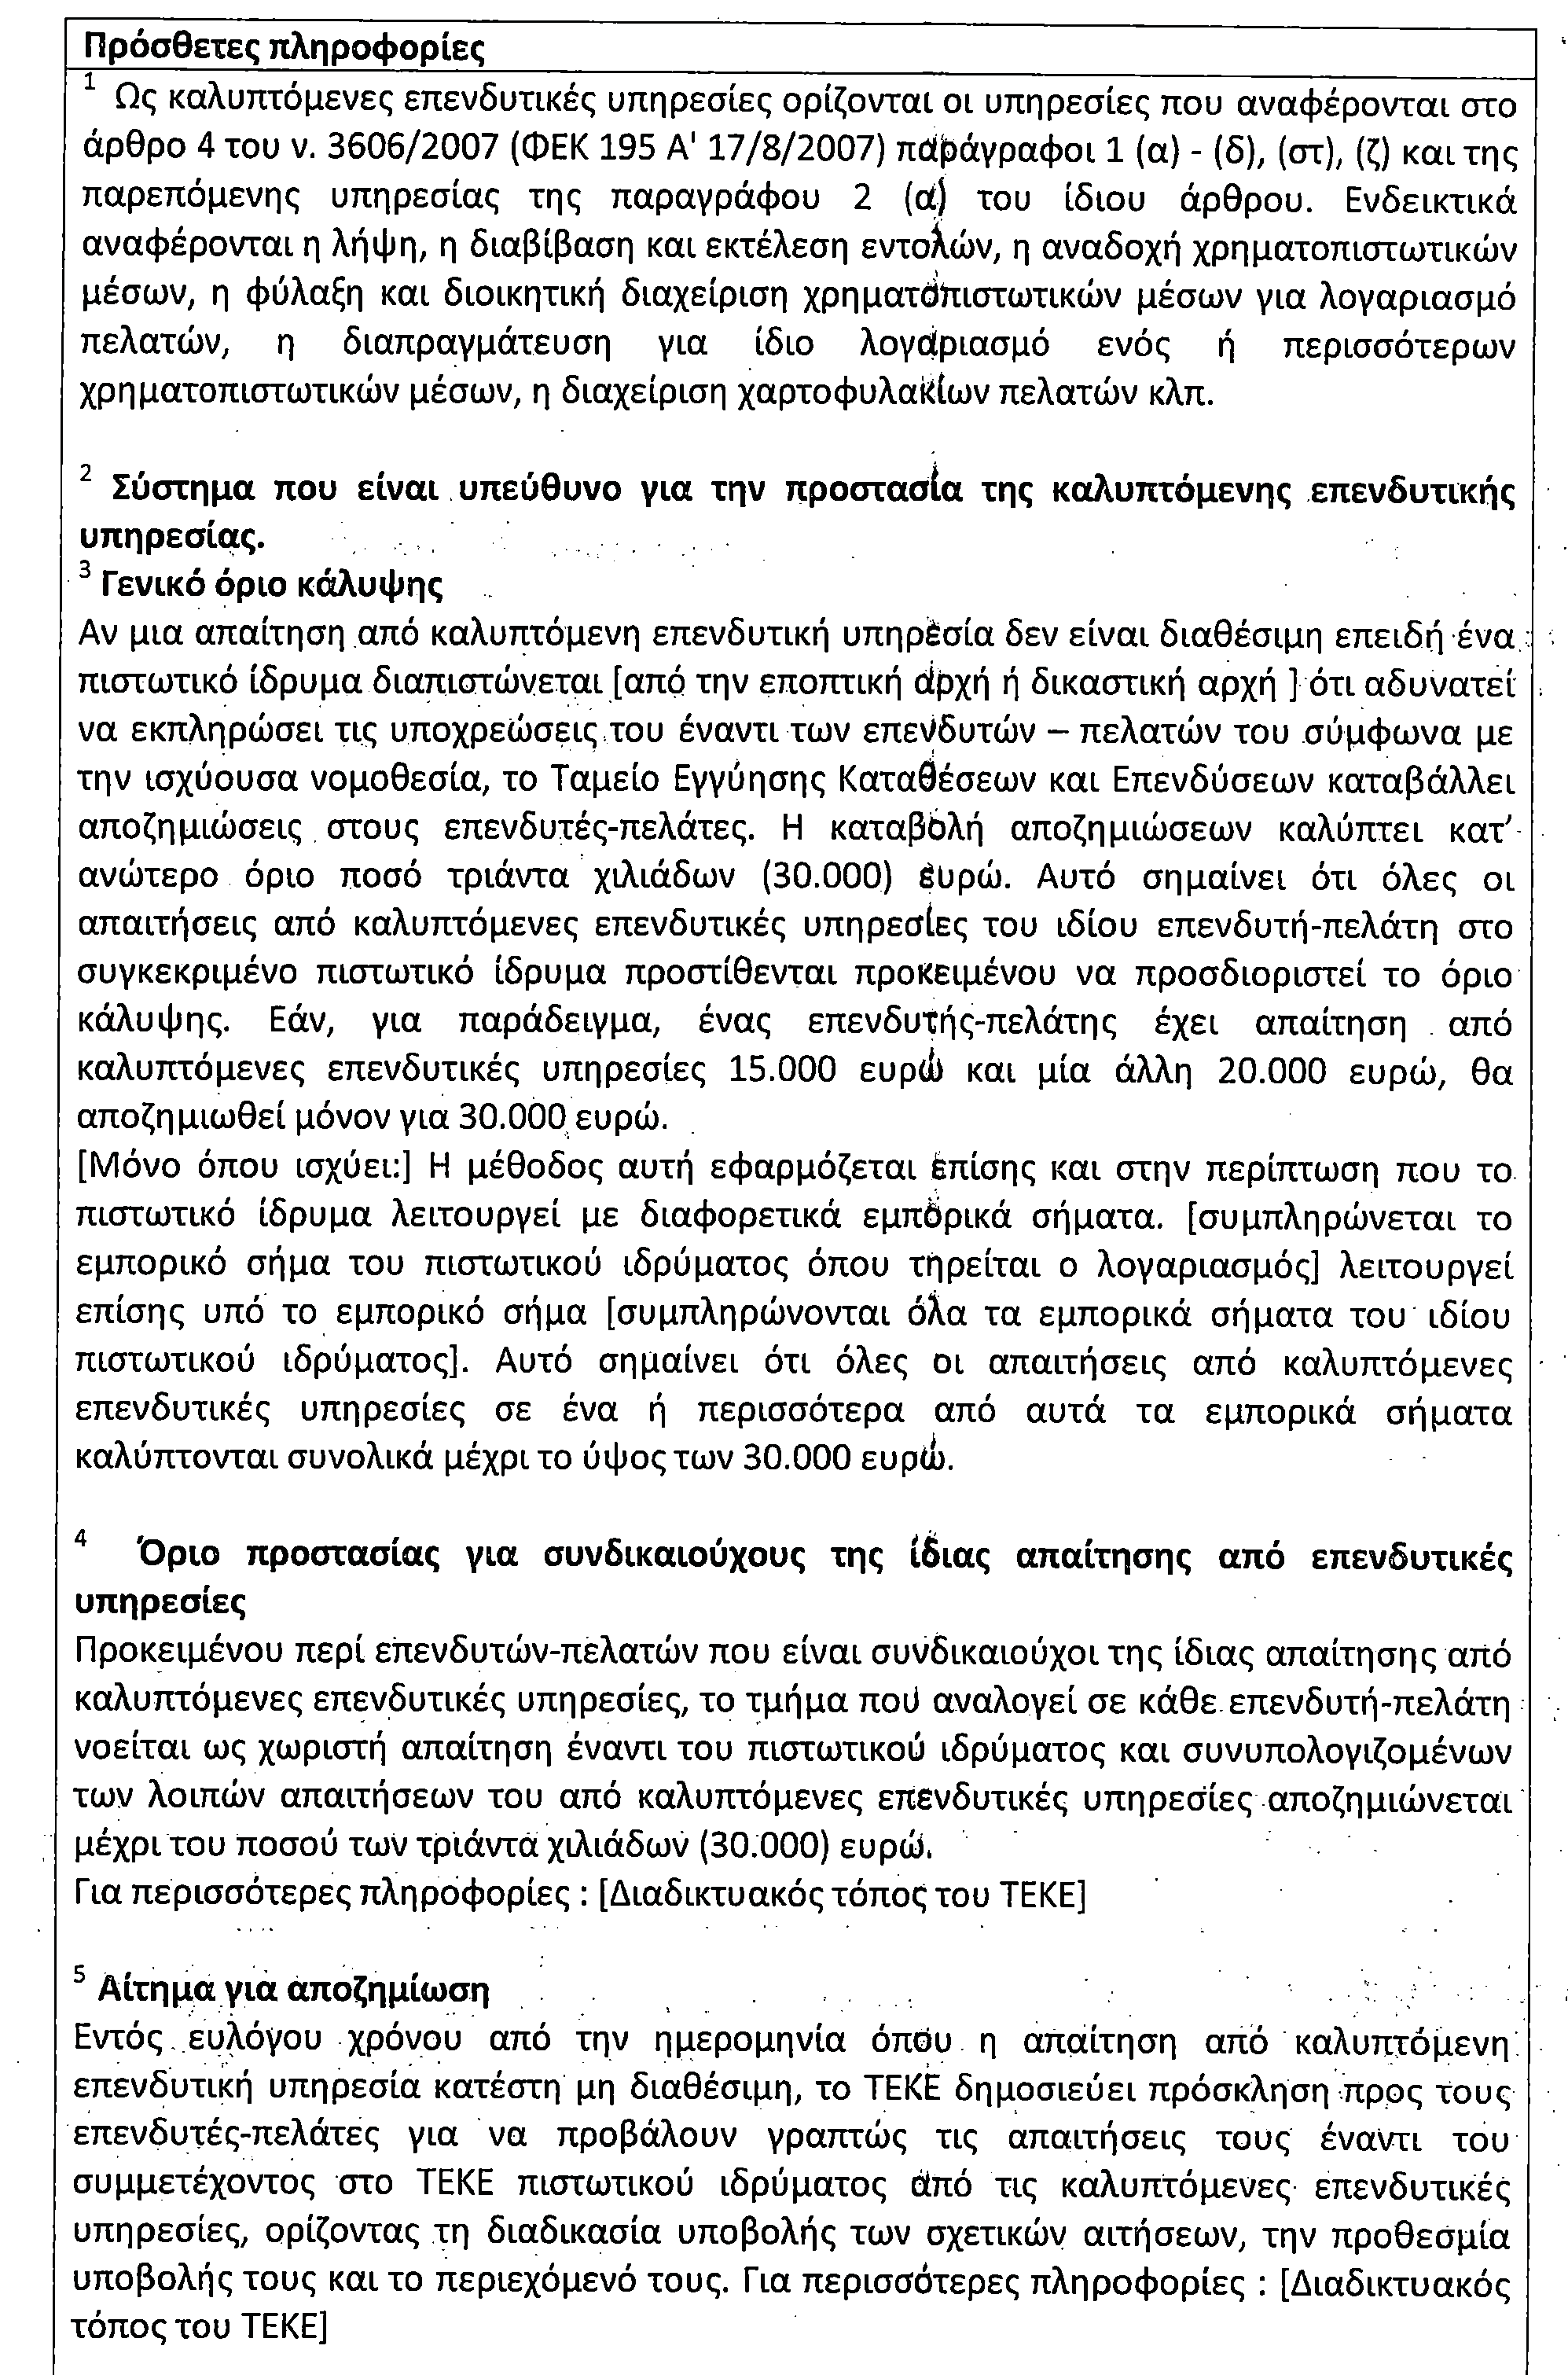 Πρόσθετες πληροφορίες
1 Ως καλυπτόμενες επενδυτικές υπηρεσίες ορίζονται οι υπηρεσίες που αναφέρονται στο
άρθρο 4 του ν. 3606/2007 (ΦΕΚ 195 Α' 17/8/2007) παράγραφοι 1 (α) - (δ), (στ), (ζ) και της
παρεπόμενης υπηρεσίας της παραγράφου 2 (α) του ίδιου άρθρου. Ενδεικτικά
αναφέρονται η λήψη, η διαβίβαση και εκτέλεση εντολών, η αναδοχή χρηματοπιστωτικών
μέσων, η φύλαξη και διοικητική διαχείριση χρηματοπιστωτικών μέσων για λογαριασμό
πελατών, η διαπραγμάτευση για ίδιο λογαριασμό ενός ή περισσότερων
χρηματοπιστωτικών μέσων, η διαχείριση χαρτοφυλακίων πελατών κλπ.
2 Σύστημα που είναι υπεύθυνο για την προστασία της καλυπτόμενης επενδυτικής
υπηρεσίας.
3 Γενικό όριο κάλυψης
Αν μια απαίτηση από καλυπτόμενη επενδυτική υπηρεσία δεν είναι διαθέσιμη επειδή ένα
πιστωτικό ίδρυμα διαπιστώνεται [από την εποπτική αρχή ή δικαστική αρχή ] ότι αδυνατεί
να εκπληρώσει τις υποχρεώσεις του έναντι των επενδυτών – πελατών του σύμφωνα με
την ισχύουσα νομοθεσία, το Ταμείο Εγγύησης Καταθέσεων και Επενδύσεων καταβάλλει
αποζημιώσεις στους επενδυτές-πελάτες. Η καταβολή αποζημιώσεων καλύπτει κατ'
ανώτερο όριο ποσό τριάντα χιλιάδων (30.000) ευρώ. Αυτό σημαίνει ότι όλες οι
απαιτήσεις από καλυπτόμενες επενδυτικές υπηρεσίες του ιδίου επενδυτή-πελάτη στο
συγκεκριμένο πιστωτικό ίδρυμα προστίθενται προκειμένου να προσδιοριστεί το όριο
κάλυψης. Εάν, για παράδειγμα, ένας επενδυτής-πελάτης έχει απαίτηση από
καλυπτόμενες επενδυτικές υπηρεσίες 15.000 ευρώ και μία άλλη 20.000 ευρώ, θα
αποζημιωθεί μόνον για 30.000 ευρώ.
[Μόνο όπου ισχύει:] Η μέθοδος αυτή εφαρμόζεται επίσης και στην περίπτωση που το
πιστωτικό ίδρυμα λειτουργεί με διαφορετικά εμπορικά σήματα. [συμπληρώνεται το
εμπορικό σήμα του πιστωτικού ιδρύματος όπου τηρείται ο λογαριασμός] λειτουργεί
επίσης υπό το εμπορικό σήμα [συμπληρώνονται όλα τα εμπορικά σήματα του ιδίου
πιστωτικού ιδρύματος]. Αυτό σημαίνει ότι όλες οι απαιτήσεις από καλυπτόμενες
επενδυτικές υπηρεσίες σε ένα ή περισσότερα από αυτά τα εμπορικά σήματα
καλύπτονται συνολικά μέχρι το ύψος των 30.000 ευρώ.
4 Όριο προστασίας για συνδικαιούχους της ίδιας απαίτησης από επενδυτικές
υπηρεσίες
Προκειμένου περί επενδυτών-πελατών που είναι συνδικαιούχοι της ίδιας απαίτησης από
καλυπτόμενες επενδυτικές υπηρεσίες, το τμήμα που αναλογεί σε κάθε επενδυτή-πελάτη
νοείται ως χωριστή απαίτηση έναντι του πιστωτικού ιδρύματος και συνυπολογιζομένων
των λοιπών απαιτήσεων του από καλυπτόμενες επενδυτικές υπηρεσίες αποζημιώνεται
μέχρι του ποσού των τριάντα χιλιάδων (30.000) ευρώ.
Για περισσότερες πληροφορίες : [Διαδικτυακός τόπος του ΤΕΚΕ]
5 Αίτημα για αποζημίωση
Εντός ευλόγου χρόνου από την ημερομηνία όπου η απαίτηση από καλυπτόμενη
επενδυτική υπηρεσία κατέστη μη διαθέσιμη, το ΤΕΚΕ δημοσιεύει πρόσκληση προς τους
επενδυτές-πελάτες για να προβάλουν γραπτώς τις απαιτήσεις τους έναντι του
συμμετέχοντος στο ΤΕΚΕ πιστωτικού ιδρύματος από τις καλυπτόμενες επενδυτικές
υπηρεσίες, ορίζοντας τη διαδικασία υποβολής των σχετικών αιτήσεων, την προθεσμία
υποβολής τους και το περιεχόμενό τους. Για περισσότερες πληροφορίες : [Διαδικτυακός
τόπος του ΤΕΚΕ]